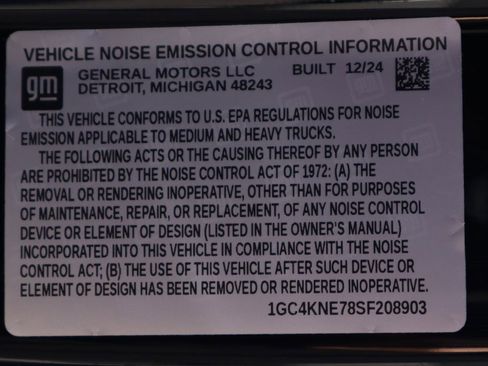 VEHICLE NOISE EMISSION CONTROL INFORMATION
gm GENERAL MOTORS LLC BUILT 12/24
DETROIT, MICHIGAN 48243
THIS VEHICLE CONFORMS TO U.S. EPA REGULATIONS FOR NOISE
EMISSION APPLICABLE TO MEDIUM AND HEAVY TRUCKS.
THE FOLLOWING ACTS OR THE CAUSING THEREOF BY ANY PERSON
ARE PROHIBITED BY THE NOISE CONTROL ACT OF 1972: (A) THE
REMOVAL OR RENDERING INOPERATIVE, OTHER THAN FOR PURPOSES
OF MAINTENANCE, REPAIR, OR REPLACEMENT, OF ANY NOISE CONTROL
DEVICE OR ELEMENT OF DESIGN (LISTED IN THE OWNER'S MANUAL)
INCORPORATED INTO THIS VEHICLE IN COMPLIANCE WITH THE NOISE
CONTROL ACT; (B) THE USE OF THIS VEHICLE AFTER SUCH DEVICE OR
ELEMENT OF DESIGN HAS BEEN REMOVED OR RENDERED INOPERATIVE.
1GC4KNE78SF208903